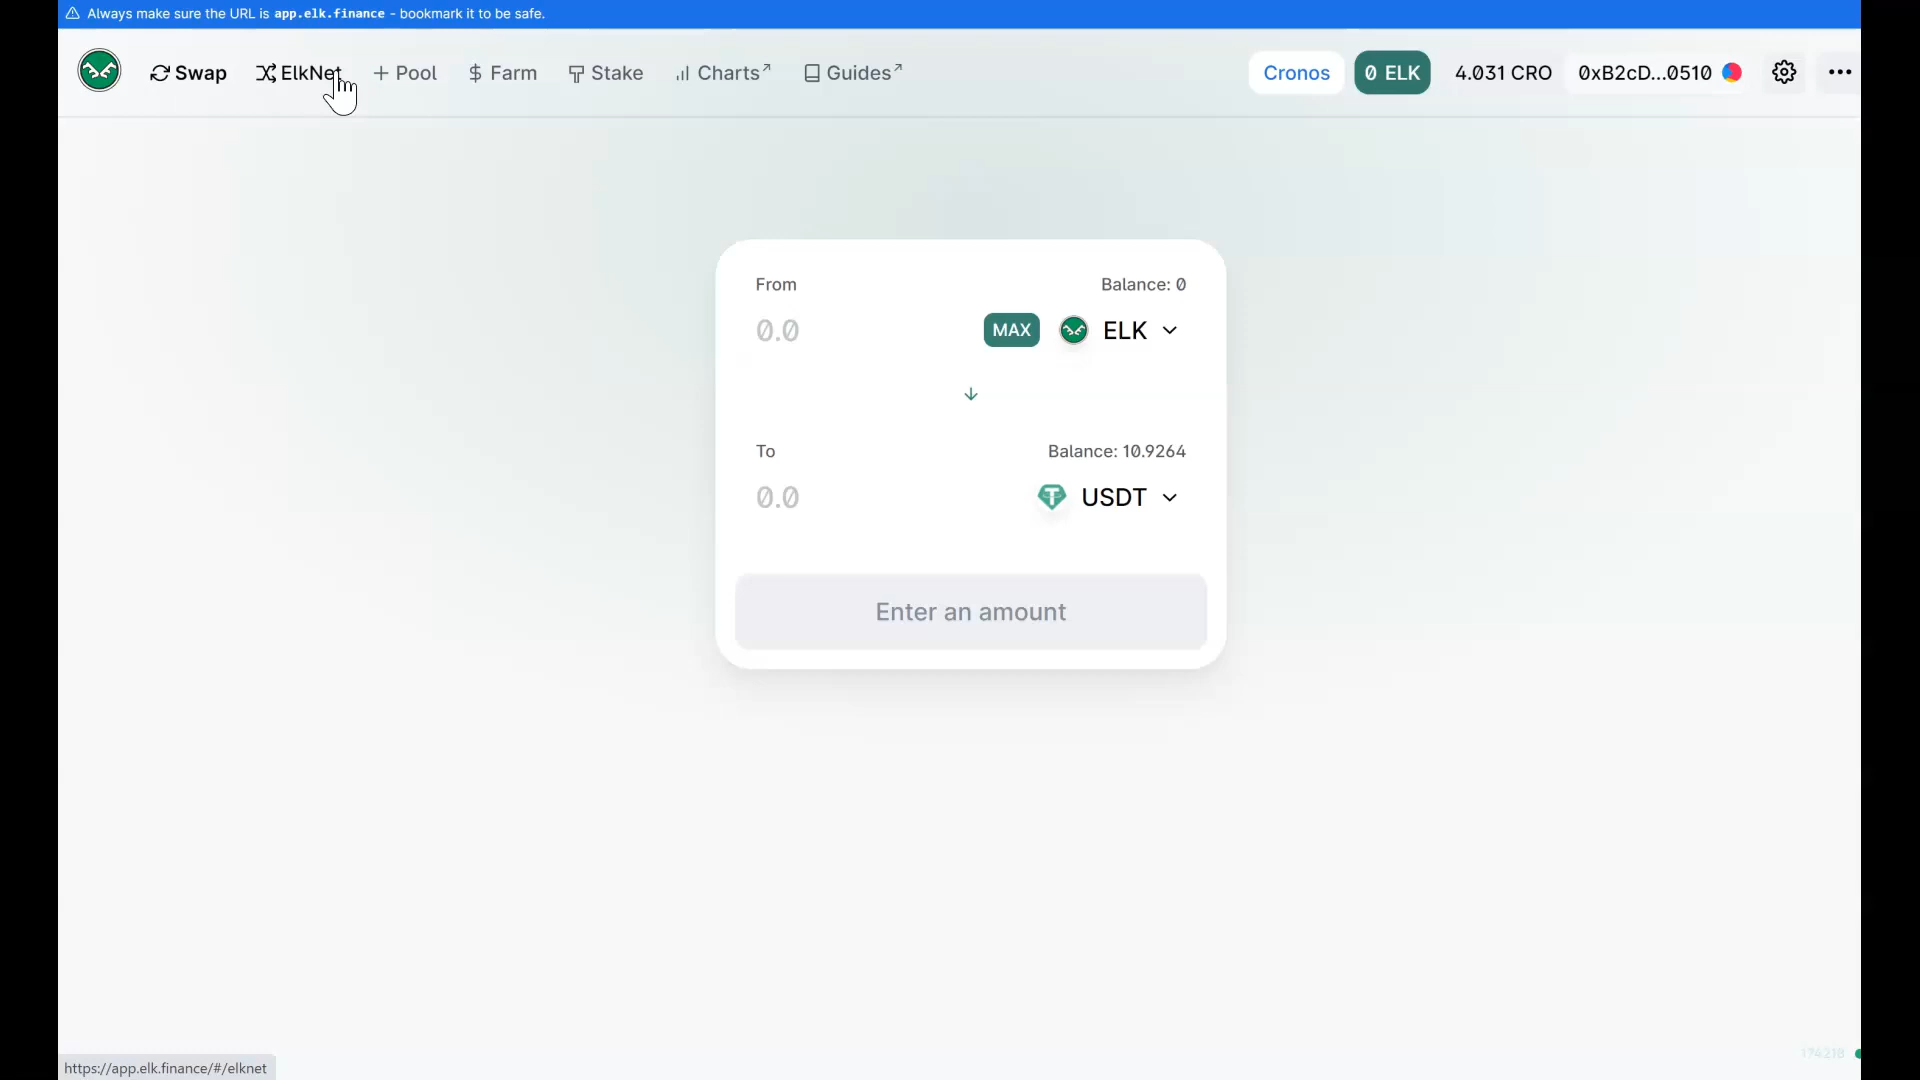 Always make sure the URL is app.elk.finance - bookmark it to be safe.
Swap ElkNet Pool Farm Stake Charts↗ Guides↗ Cronos 0 ELK 4.031 CRO 0xB2cD...0510
From Balance: 0
0.0 MAX ELK
To Balance: 10.9264
0.0 USDT
Enter an amount
174218
https://app.elk.finance/#/elknet